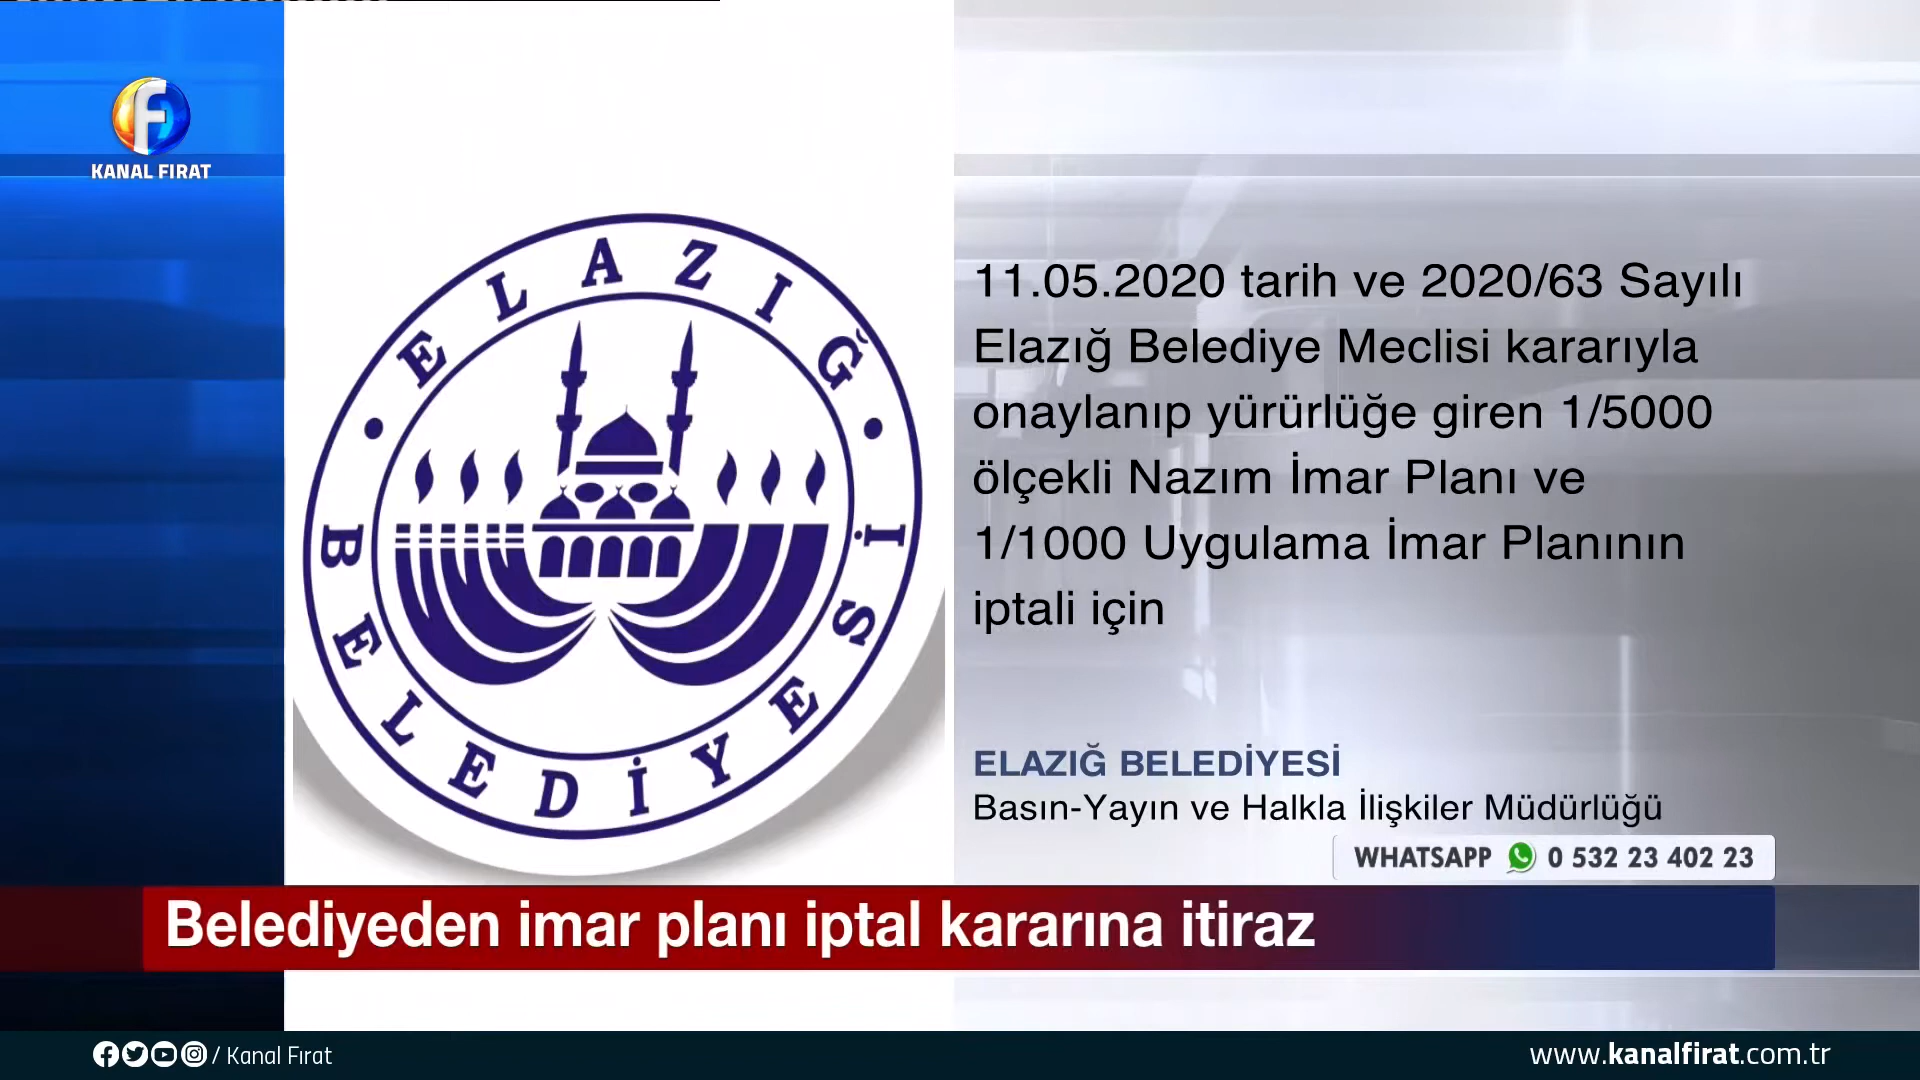 KANAL FIRAT
ELAZIĞ
BELEDİYESİ
11.05.2020 tarih ve 2020/63 Sayılı
Elazığ Belediye Meclisi kararıyla
onaylanıp yürürlüğe giren 1/5000
ölçekli Nazım İmar Planı ve
1/1000 Uygulama İmar Planının
iptali için
ELAZIĞ BELEDİYESİ
Basın-Yayın ve Halkla İlişkiler Müdürlüğü
WHATSAPP 0 532 23 402 23
Belediyeden imar planı iptal kararına itiraz
/ Kanal Fırat
www.kanalfirat.com.tr